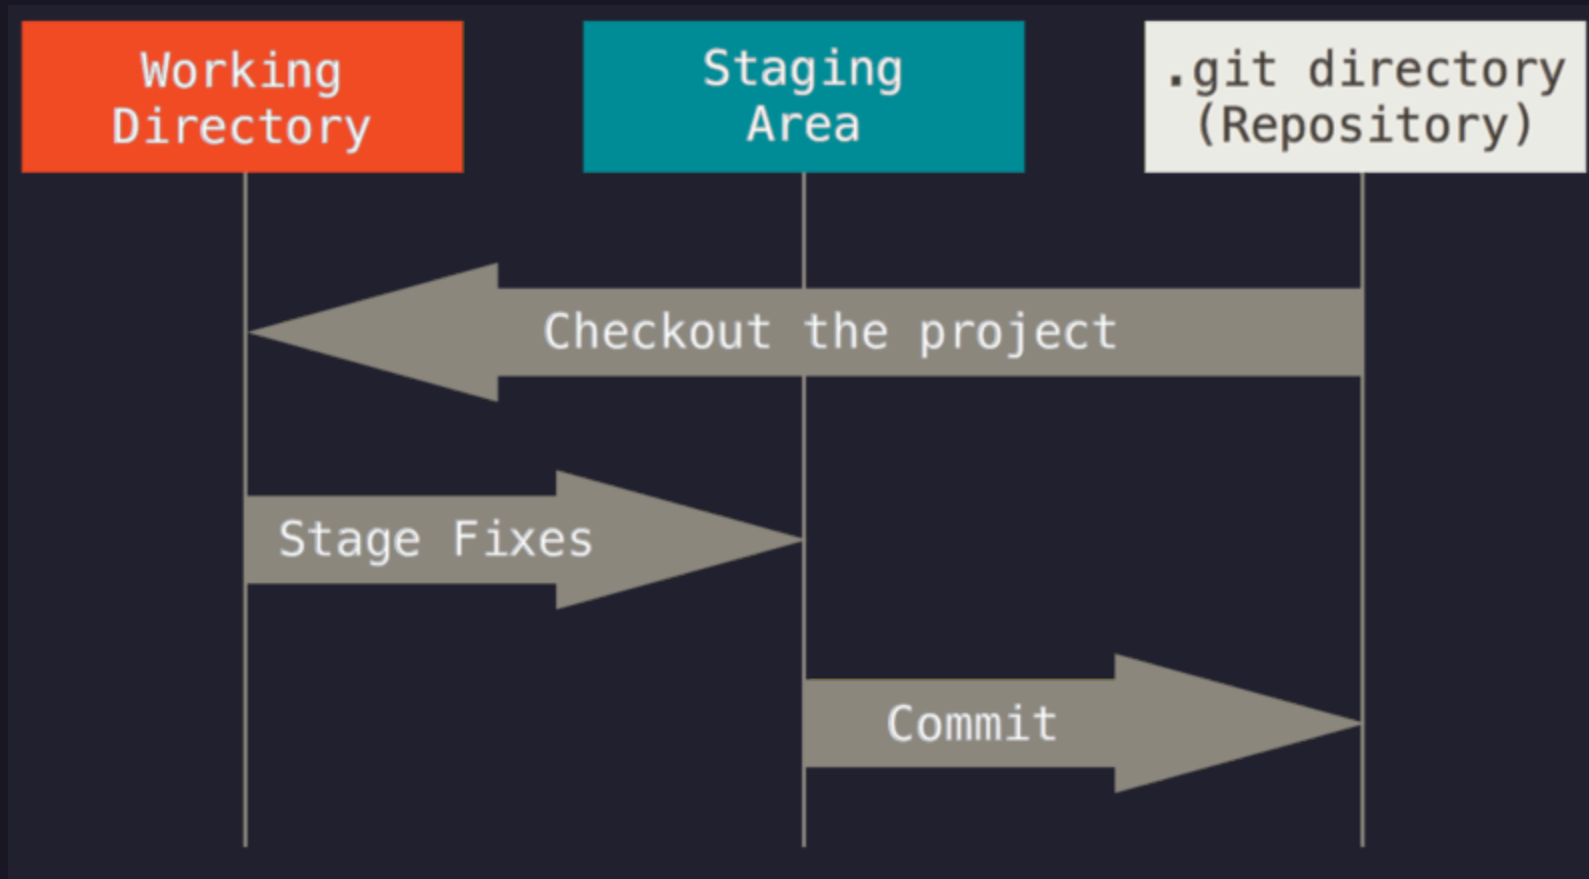 Working
Directory
Staging
Area
.git directory
(Repository)
Checkout the project
Stage Fixes
Commit